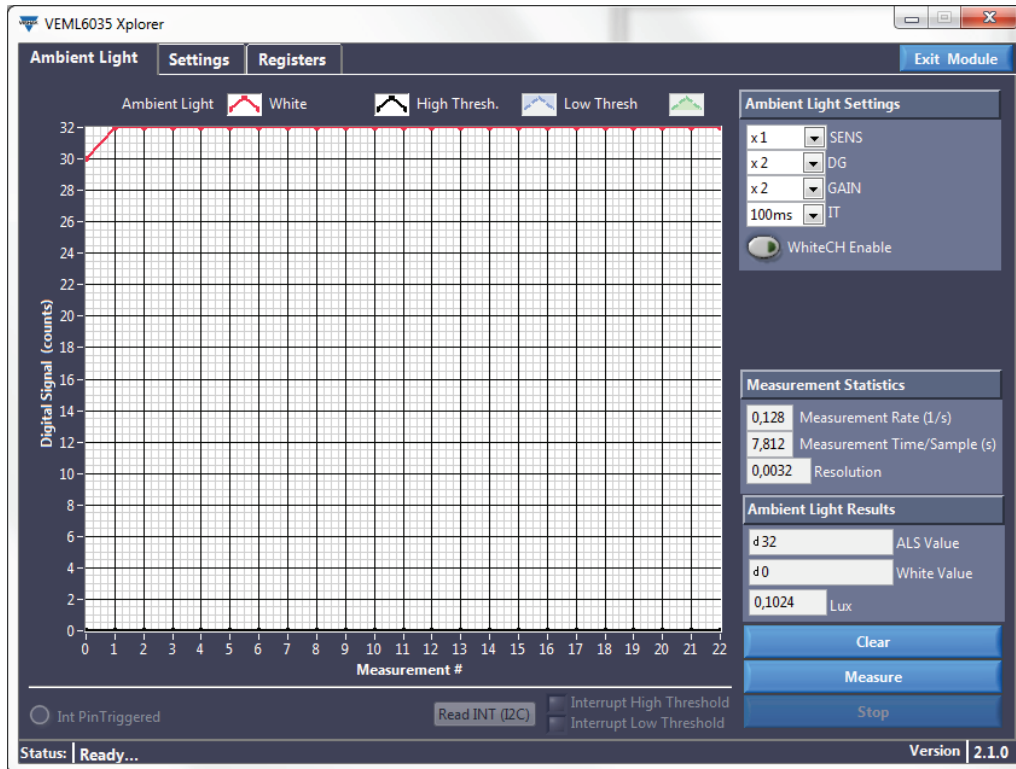 VEML6035 Xplorer
Ambient Light Settings Registers Exit Module
Ambient Light White High Thresh. Low Thresh
Digital Signal (counts)
32
30
28
26
24
22
20
18
16
14
12
10
8
6
4
2
0
0 1 2 3 4 5 6 7 8 9 10 11 12 13 14 15 16 17 18 19 20 21 22
Measurement #
Ambient Light Settings
x 1 SENS
x 2 DG
x 2 GAIN
100ms IT
WhiteCH Enable
Measurement Statistics
0,128 Measurement Rate (1/s)
7,812 Measurement Time/Sample (s)
0,0032 Resolution
Ambient Light Results
d 32 ALS Value
d 0 White Value
0,1024 Lux
Clear
Measure
Stop
Int PinTriggered
Read INT (I2C)
Interrupt High Threshold
Interrupt Low Threshold
Status: Ready...
Version 2.1.0